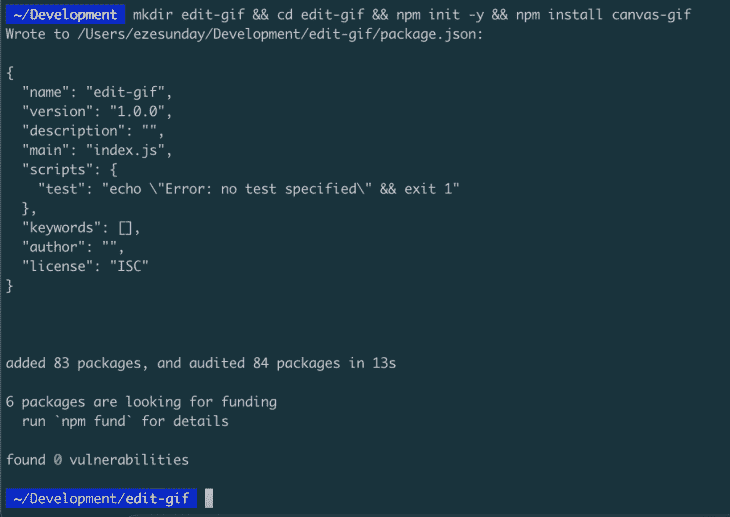 ~/Development mkdir edit-gif && cd edit-gif && npm init -y && npm install canvas-gif
Wrote to /Users/ezesunday/Development/edit-gif/package.json:
{
  "name": "edit-gif",
  "version": "1.0.0",
  "description": "",
  "main": "index.js",
  "scripts": {
    "test": "echo \"Error: no test specified\" && exit 1"
  },
  "keywords": [],
  "author": "",
  "license": "ISC"
}
added 83 packages, and audited 84 packages in 13s
6 packages are looking for funding
  run `npm fund` for details
found 0 vulnerabilities
~/Development/edit-gif